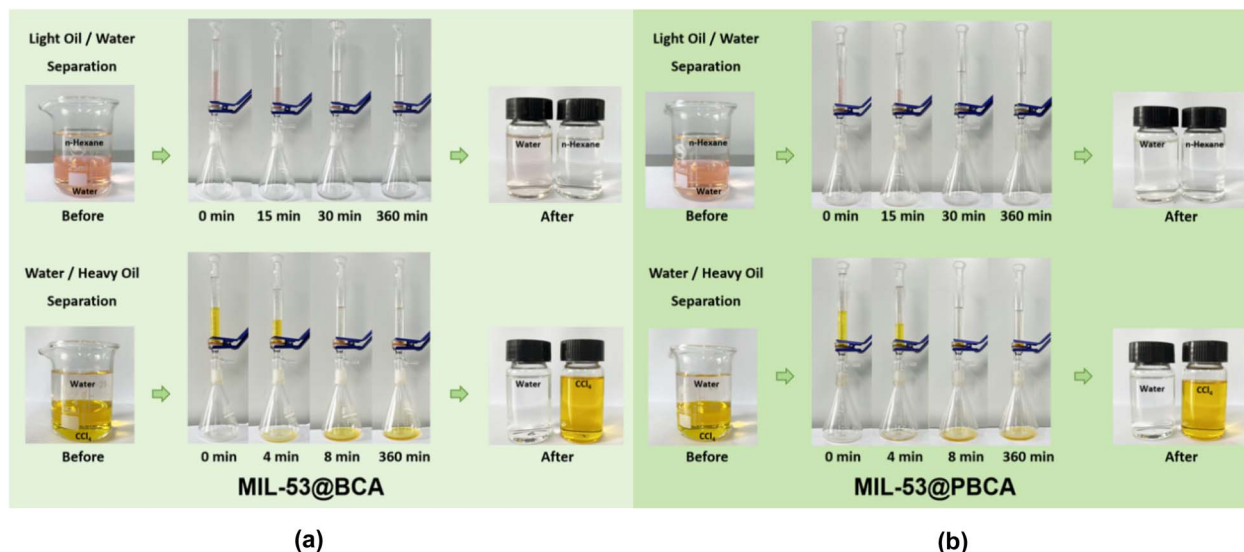 Light Oil / Water
Separation
n-Hexane
Water
Before
0 min 15 min 30 min 360 min
Water n-Hexane
After
Water / Heavy Oil
Separation
Water
CCl₄
Before
0 min 4 min 8 min 360 min
Water CCl₄
After
MIL-53@BCA
(a)
Light Oil / Water
Separation
n-Hexane
Water
Before
0 min 15 min 30 min 360 min
Water n-Hexane
After
Water / Heavy Oil
Separation
Water
CCl₄
Before
0 min 4 min 8 min 360 min
Water CCl₄
After
MIL-53@PBCA
(b)